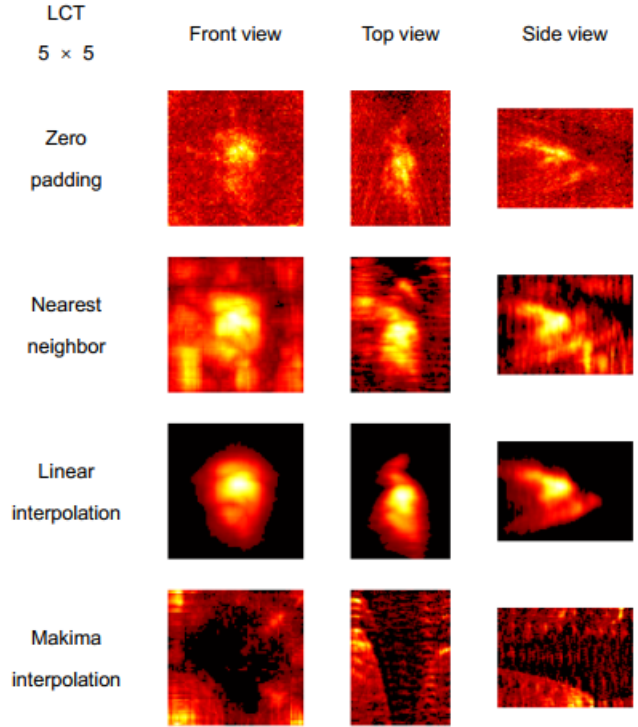 LCT
5 × 5
Front view
Top view
Side view
Zero
padding
Nearest
neighbor
Linear
interpolation
Makima
interpolation